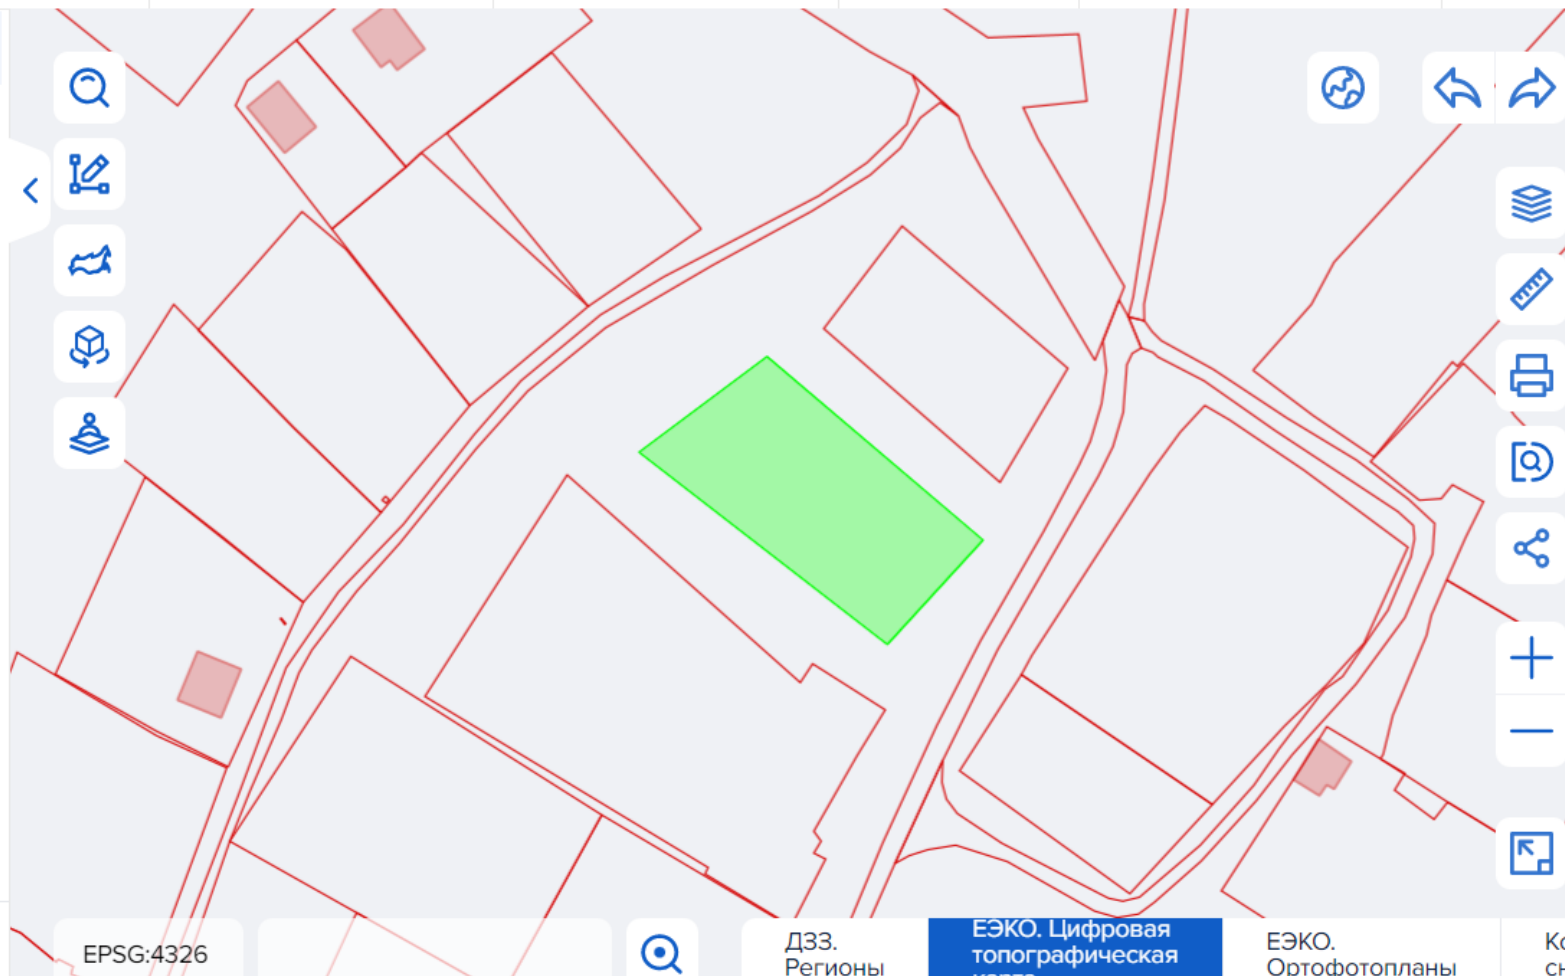 EPSG:4326
ДЗЗ.
Регионы
ЕЭКО. Цифровая
топографическая
ЕЭКО.
Ортофотопланы